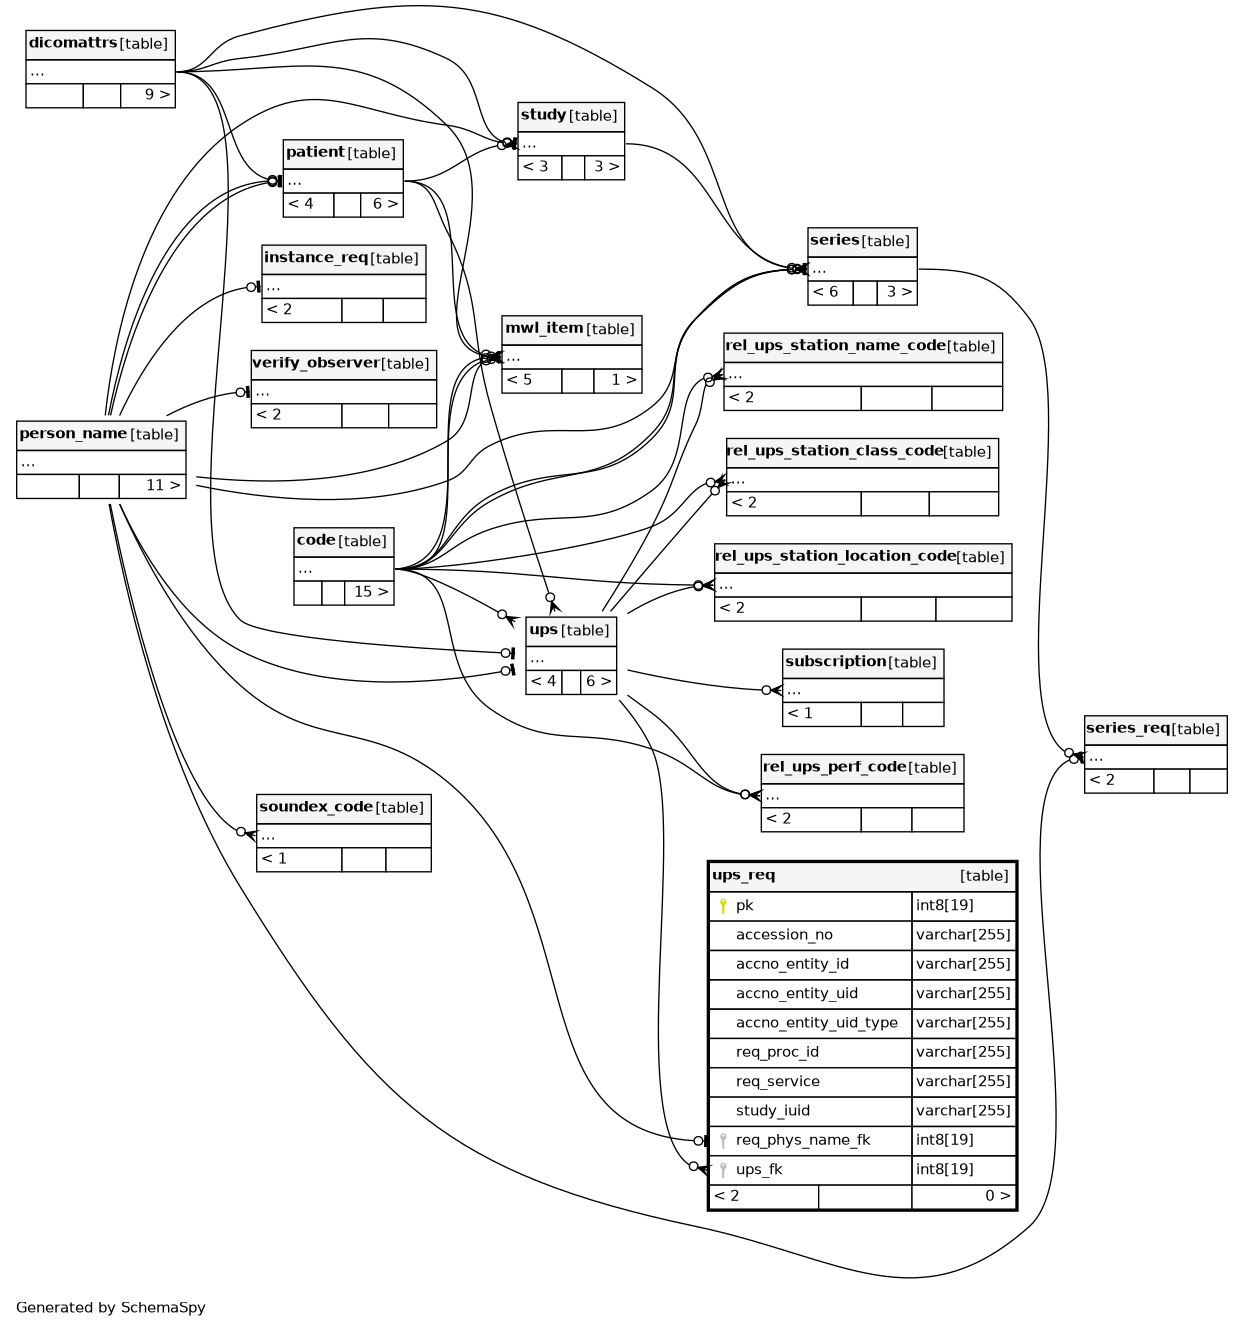 dicomattrs [table]
...
9 >
study [table]
...
< 3 3 >
patient [table]
...
< 4 6 >
series [table]
...
< 6 3 >
instance_req [table]
...
< 2
mwl_item [table]
...
< 5 1 >
rel_ups_station_name_code [table]
...
< 2
verify_observer [table]
...
< 2
person_name [table]
...
11 >
rel_ups_station_class_code [table]
...
< 2
code [table]
...
15 >
rel_ups_station_location_code [table]
...
< 2
ups [table]
...
< 4 6 >
subscription [table]
...
< 1
series_req [table]
...
< 2
rel_ups_perf_code [table]
...
< 2
soundex_code [table]
...
< 1
ups_req [table]
pk int8[19]
accession_no varchar[255]
accno_entity_id varchar[255]
accno_entity_uid varchar[255]
accno_entity_uid_type varchar[255]
req_proc_id varchar[255]
req_service varchar[255]
study_iuid varchar[255]
req_phys_name_fk int8[19]
ups_fk int8[19]
< 2 0 >
Generated by SchemaSpy